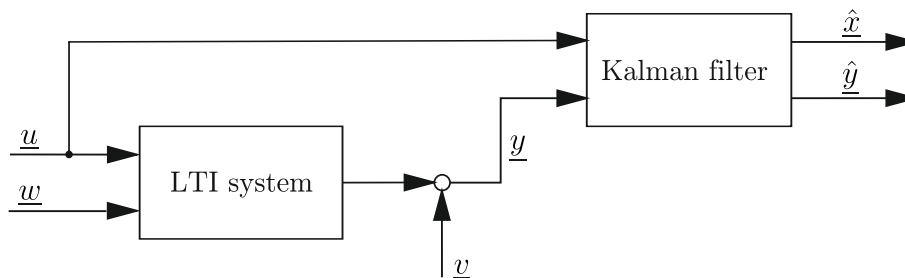 x̂
Kalman filter
ŷ
u
y
LTI system
w
v